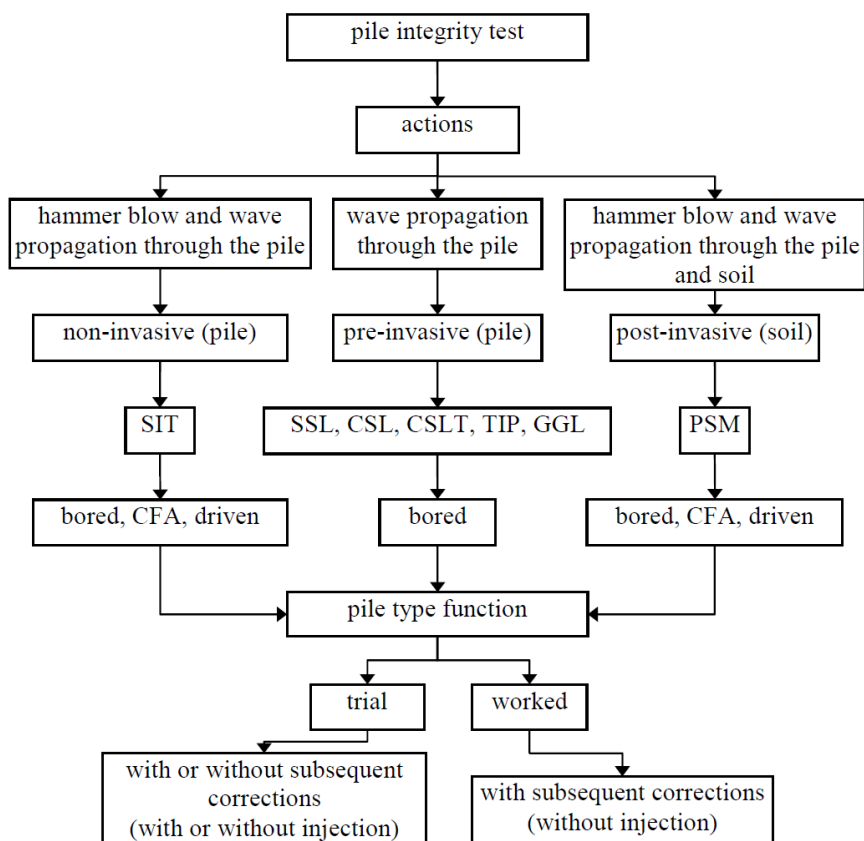 pile integrity test
actions
hammer blow and wave
propagation through the pile
wave propagation
through the pile
hammer blow and wave
propagation through the pile
and soil
non-invasive (pile)
pre-invasive (pile)
post-invasive (soil)
SIT
SSL, CSL, CSLT, TIP, GGL
PSM
bored, CFA, driven
bored
bored, CFA, driven
pile type function
trial
worked
with or without subsequent
corrections
(with or without injection)
with subsequent corrections
(without injection)